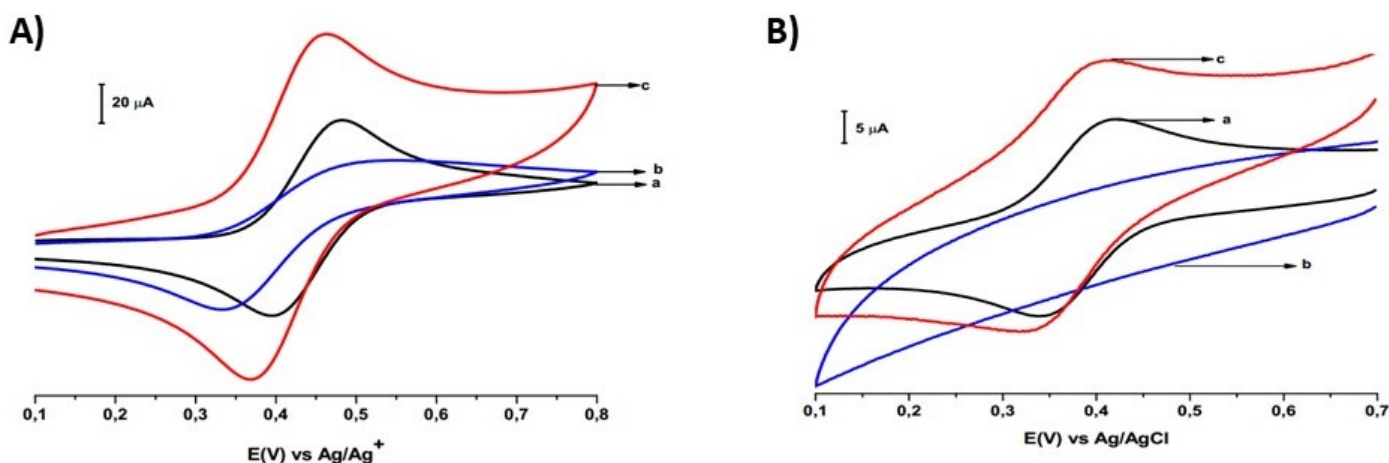 A)
20 μA
c
b
a
0,1 0,2 0,3 0,4 0,5 0,6 0,7 0,8
E(V) vs Ag/Ag+
B)
5 μA
c
a
b
0,1 0,2 0,3 0,4 0,5 0,6 0,7
E(V) vs Ag/AgCl